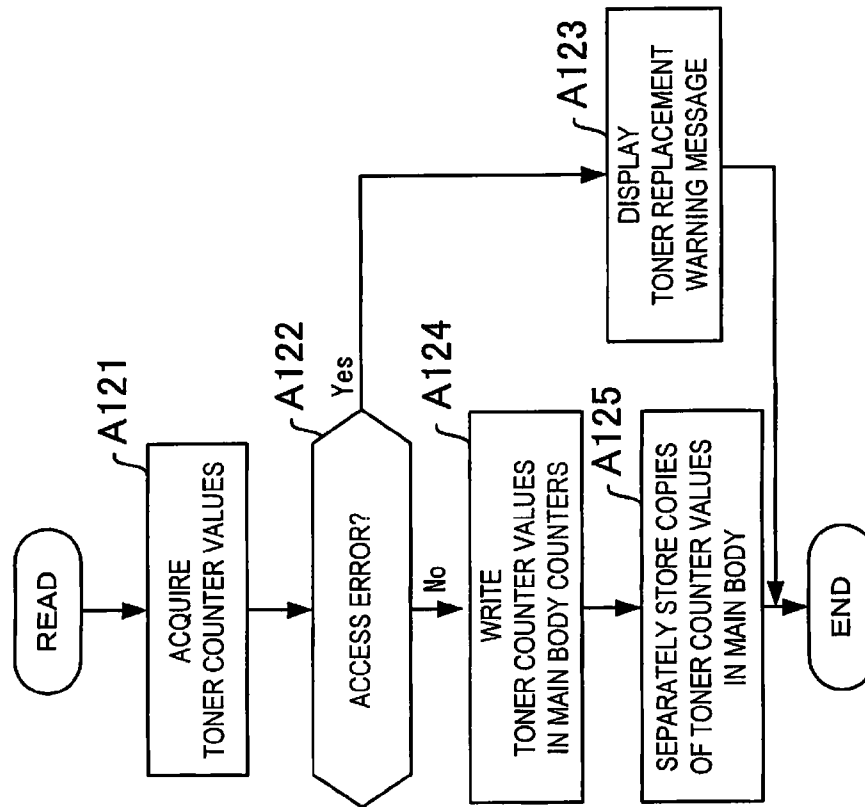 READ
A121
ACQUIRE
TONER COUNTER VALUES
A122
ACCESS ERROR?
Yes
No
A123
DISPLAY
TONER REPLACEMENT
WARNING MESSAGE
A124
WRITE
TONER COUNTER VALUES
IN MAIN BODY COUNTERS
A125
SEPARATELY STORE COPIES
OF TONER COUNTER VALUES
IN MAIN BODY
END